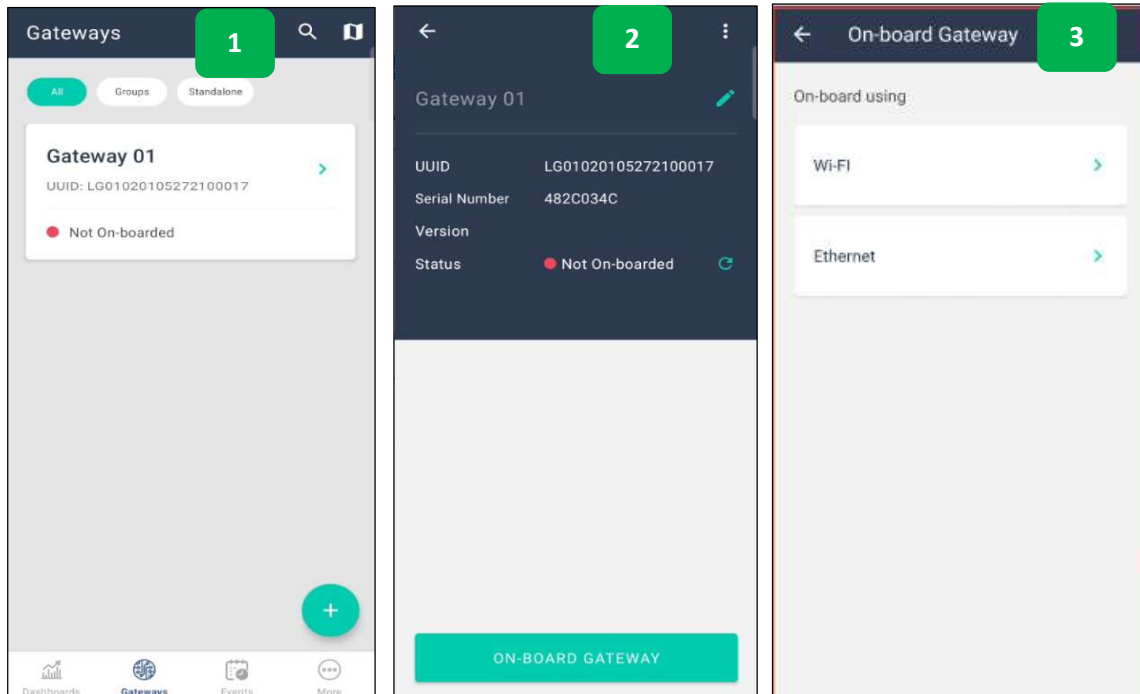 Gateways
1
All
Groups
Standalone
Gateway 01
UUID: LG01020105272100017
Not On-boarded
+
Dashboards
Gateways
Events
More
2
Gateway 01
UUID LG01020105272100017
Serial Number 482C034C
Version
Status Not On-boarded
ON-BOARD GATEWAY
On-board Gateway
3
On-board using
Wi-FI
Ethernet